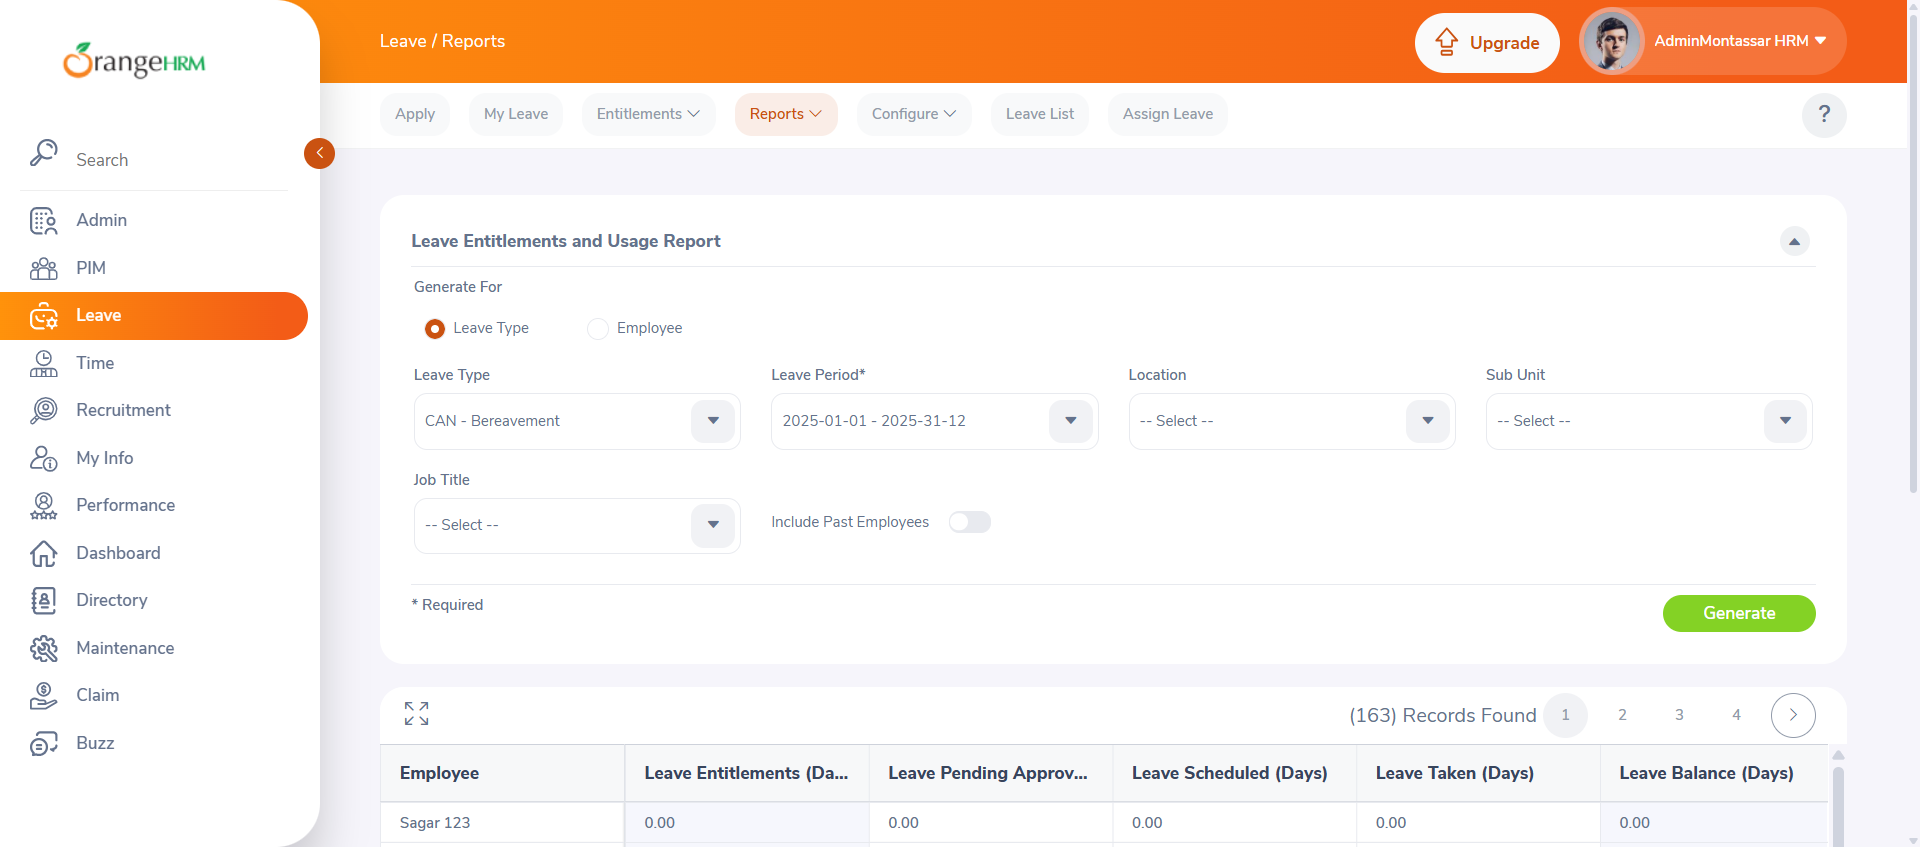 OrangeHRM
Leave / Reports
Upgrade
AdminMontassar HRM
Apply
My Leave
Entitlements
Reports
Configure
Leave List
Assign Leave
?
Search
Admin
PIM
Leave
Time
Recruitment
My Info
Performance
Dashboard
Directory
Maintenance
Claim
Buzz
Leave Entitlements and Usage Report
Generate For
Leave Type
Employee
Leave Type
Leave Period*
Location
Sub Unit
CAN - Bereavement
2025-01-01 - 2025-31-12
-- Select --
-- Select --
Job Title
-- Select --
Include Past Employees
* Required
Generate
(163) Records Found
1
2
3
4
Employee
Leave Entitlements (Da...
Leave Pending Approv...
Leave Scheduled (Days)
Leave Taken (Days)
Leave Balance (Days)
Sagar 123
0.00
0.00
0.00
0.00
0.00